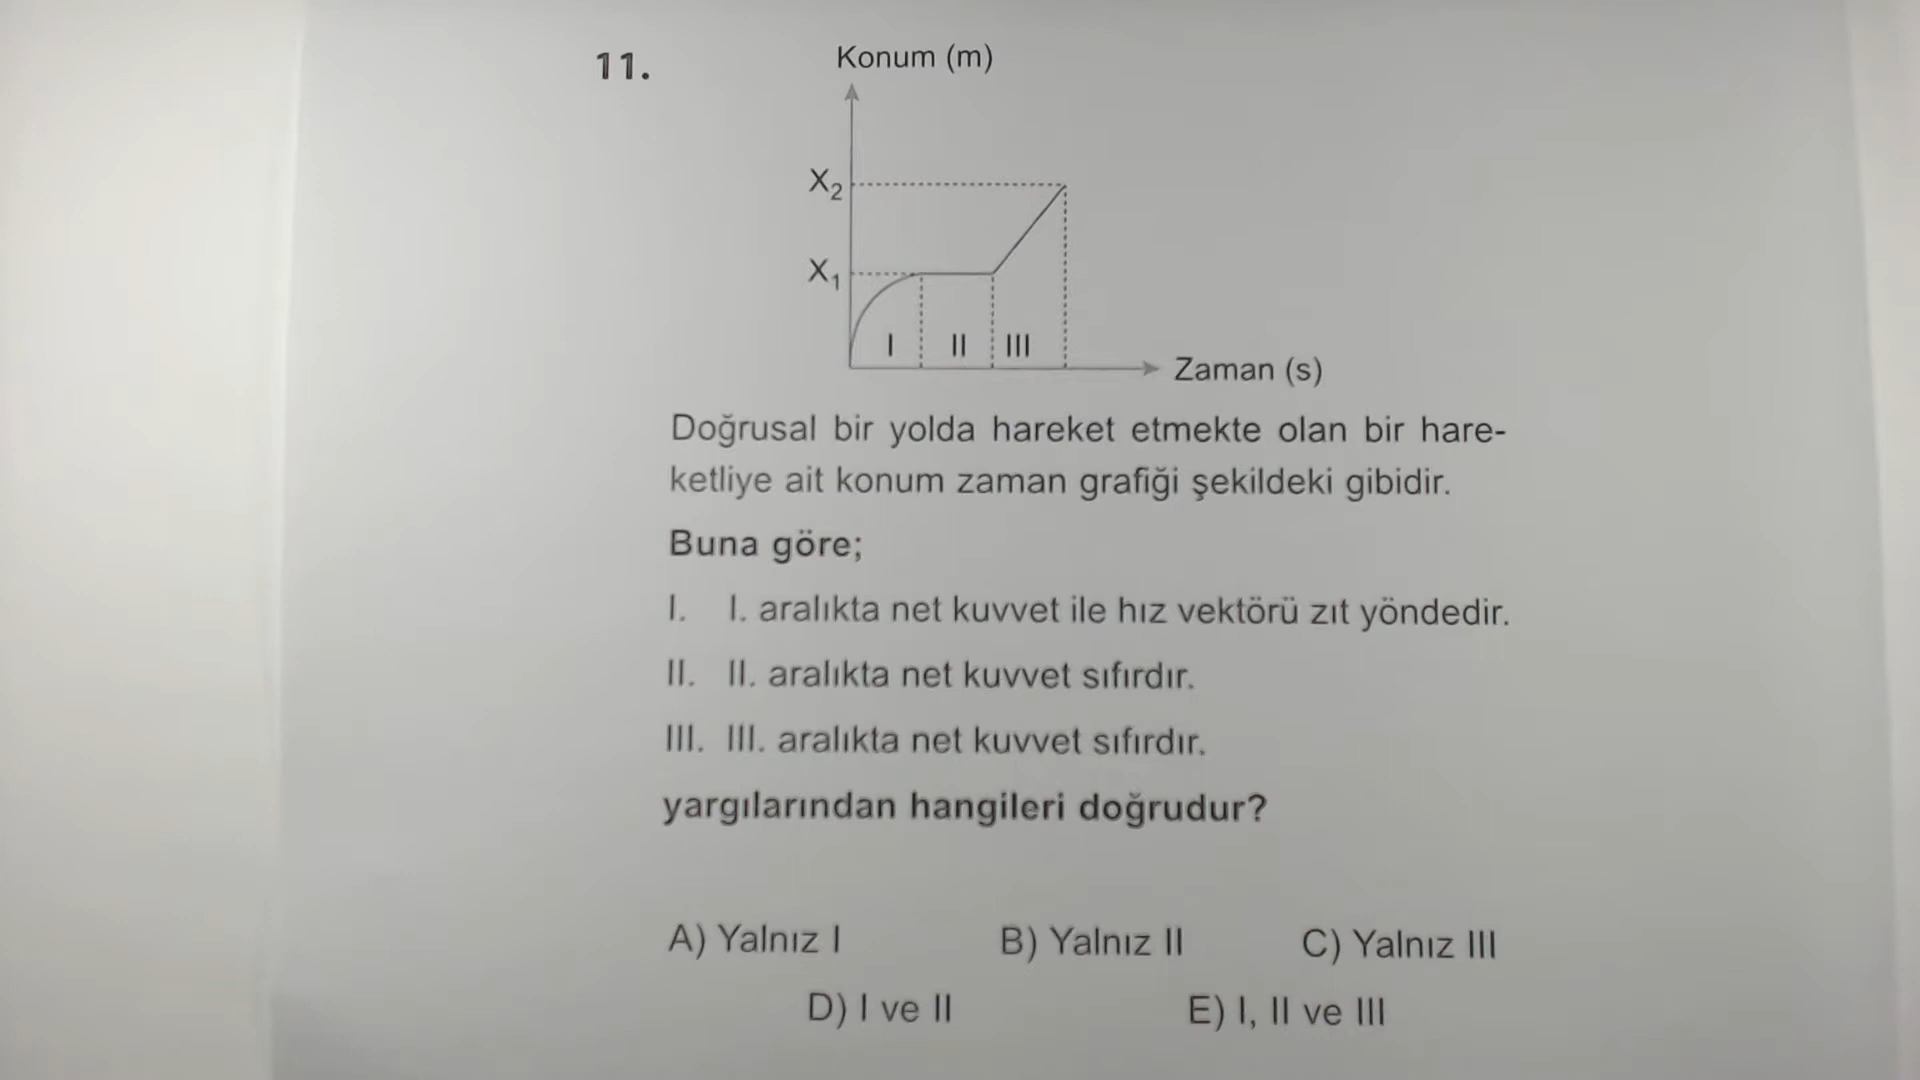 11.
Konum (m)
X₂
X₁
I II III
Zaman (s)
Doğrusal bir yolda hareket etmekte olan bir hare-
ketliye ait konum zaman grafiği şekildeki gibidir.
Buna göre;
I. I. aralıkta net kuvvet ile hız vektörü zıt yöndedir.
II. II. aralıkta net kuvvet sıfırdır.
III. III. aralıkta net kuvvet sıfırdır.
yargılarından hangileri doğrudur?
A) Yalnız I B) Yalnız II C) Yalnız III
D) I ve II E) I, II ve III